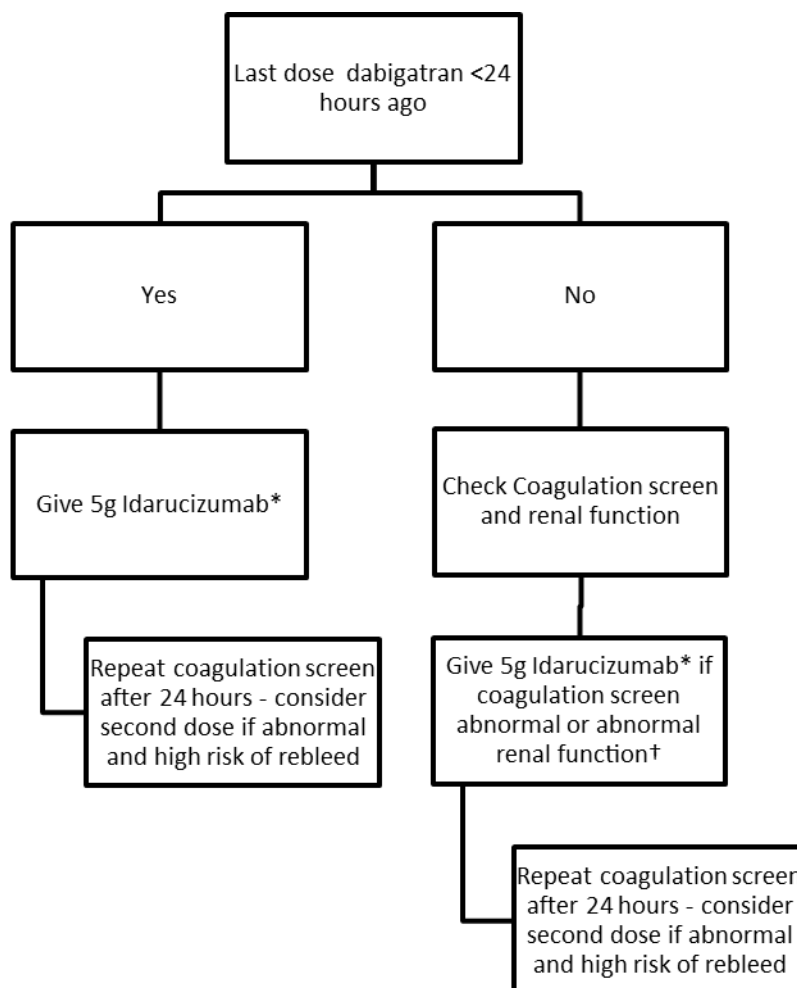 Last dose  dabigatran <24
hours ago
Yes
No
Give 5g Idarucizumab*
Check Coagulation screen
and renal function
Repeat coagulation screen
after 24 hours - consider
second dose if abnormal
and high risk of rebleed
Give 5g Idarucizumab* if
coagulation screen
abnormal or abnormal
renal function†
Repeat coagulation screen
after 24 hours - consider
second dose if abnormal
and high risk of rebleed